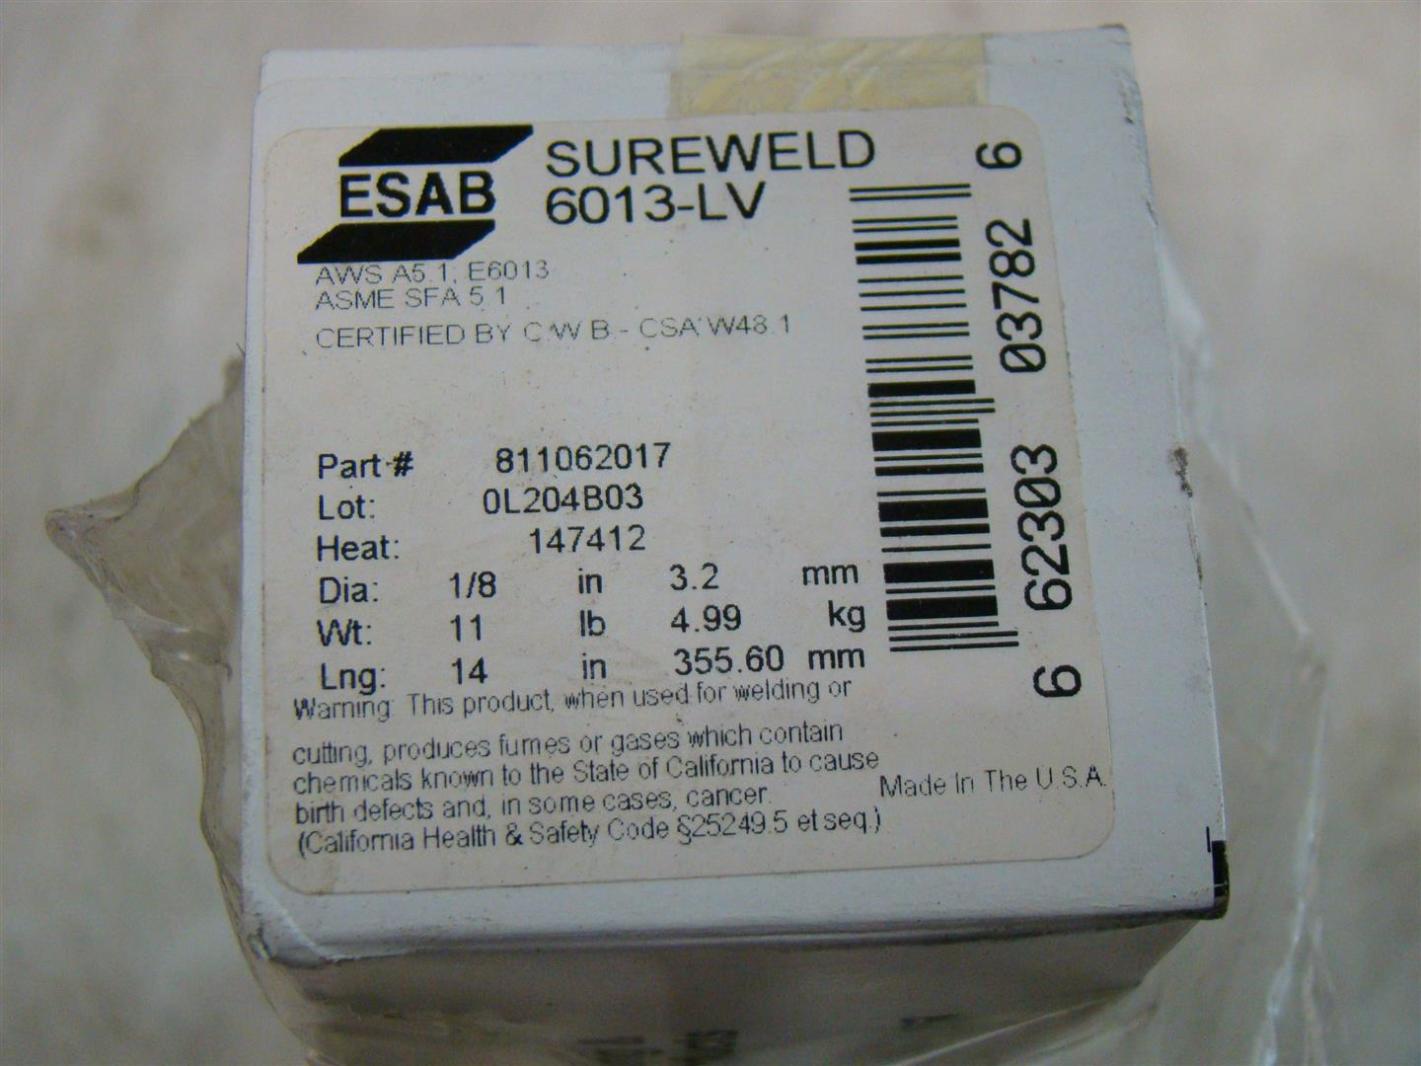 ESAB
SUREWELD
6013-LV
AWS A5.1, E6013
ASME SFA 5.1
CERTIFIED BY C W B - CSA W48.1
Part # 811062017
Lot: 0L204B03
Heat: 147412
Dia: 1/8 in 3.2 mm
Wt: 11 lb 4.99 kg
Lng: 14 in 355.60 mm
Warning: This product, when used for welding or
cutting, produces fumes or gases which contain
chemicals known to the State of California to cause
birth defects and, in some cases, cancer.
(California Health & Safety Code §25249.5 et seq.)
Made In The U.S.A.
6 62303 03782 6